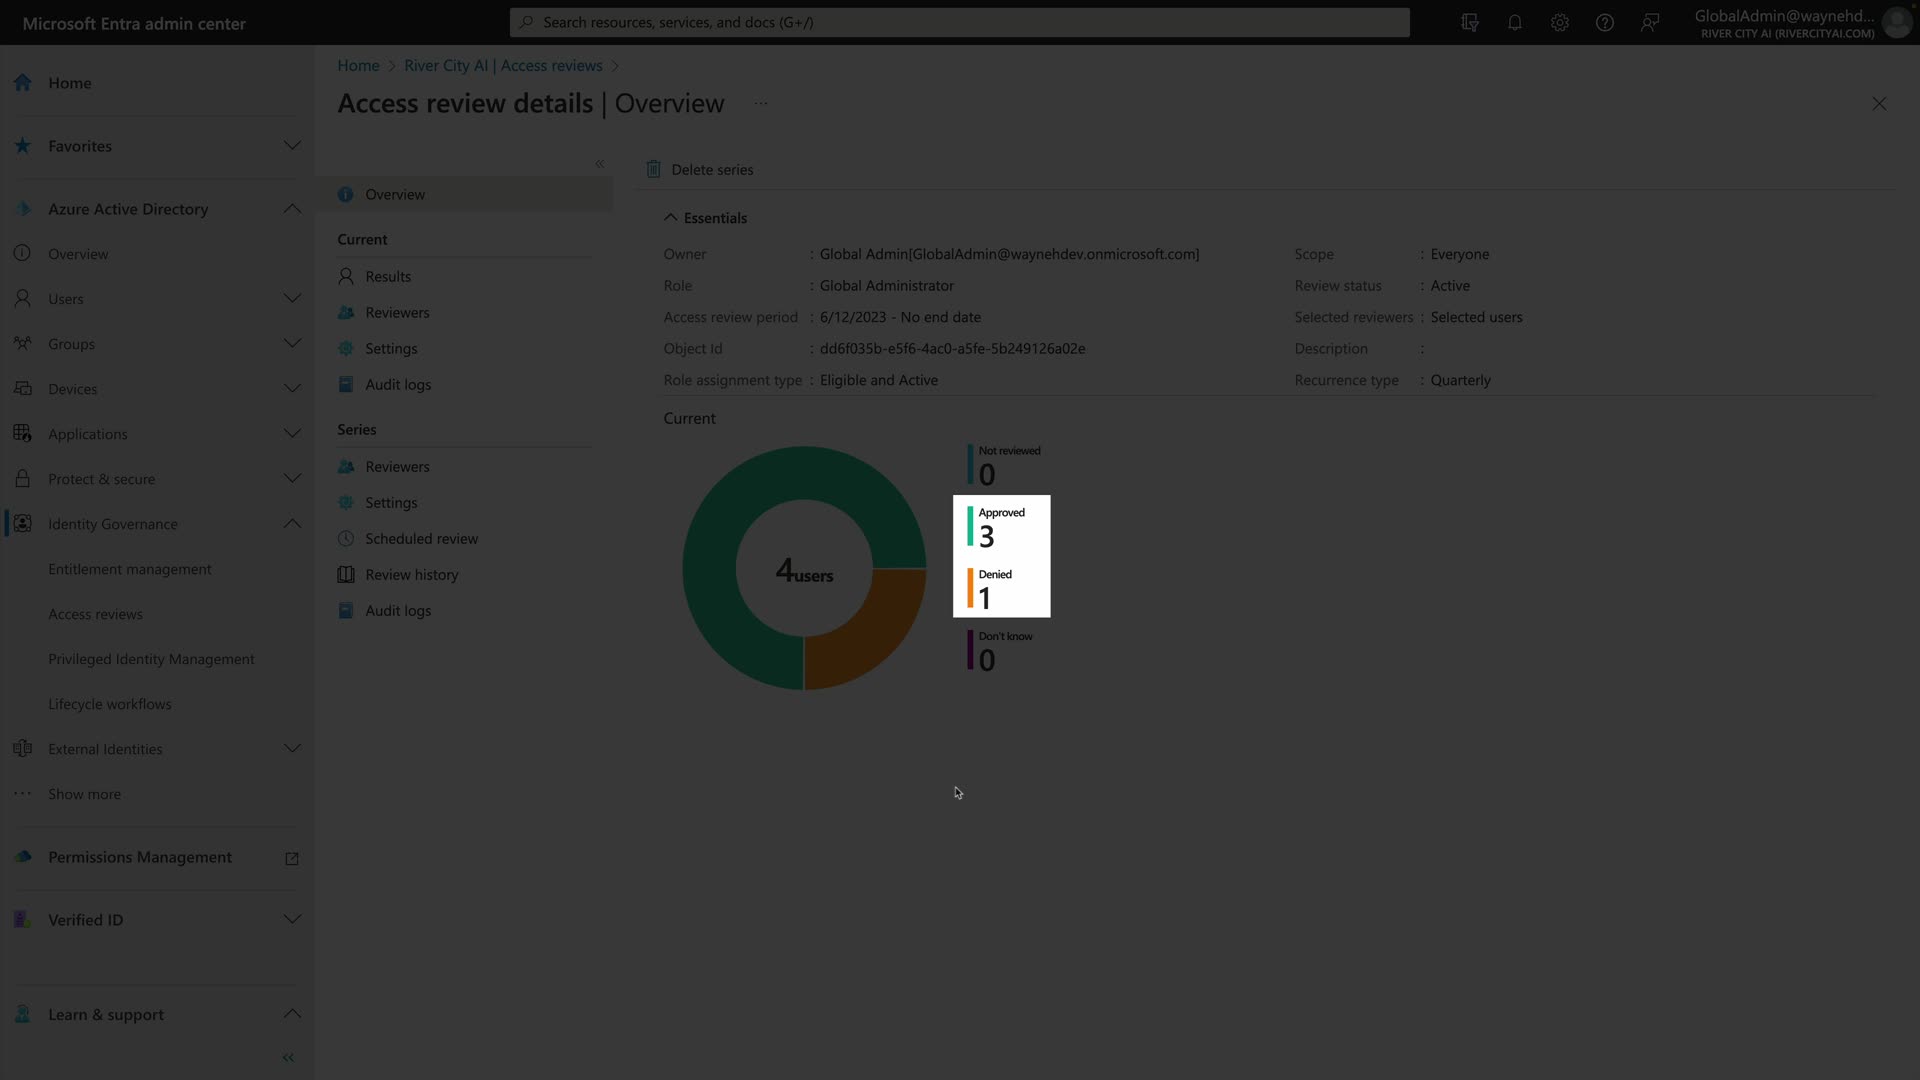 Microsoft Entra admin center
Search resources, services, and docs (G+/)
GlobalAdmin@waynehd...
RIVER CITY AI (RIVERCITYAI.COM)
Home
Favorites
Azure Active Directory
Overview
Users
Groups
Devices
Applications
Protect & secure
Identity Governance
Entitlement management
Access reviews
Privileged Identity Management
Lifecycle workflows
External Identities
Show more
Permissions Management
Verified ID
Learn & support
Home > River City AI | Access reviews >
Access review details | Overview ...
Overview
Current
Results
Reviewers
Settings
Audit logs
Series
Reviewers
Settings
Scheduled review
Review history
Audit logs
Delete series
Essentials
Owner : Global Admin[GlobalAdmin@waynehdev.onmicrosoft.com]
Role : Global Administrator
Access review period : 6/12/2023 - No end date
Object Id : dd6f035b-e5f6-4ac0-a5fe-5b249126a02e
Role assignment type : Eligible and Active
Scope : Everyone
Review status : Active
Selected reviewers : Selected users
Description :
Recurrence type : Quarterly
Current
4users
Not reviewed
0
Approved
3
Denied
1
Don't know
0